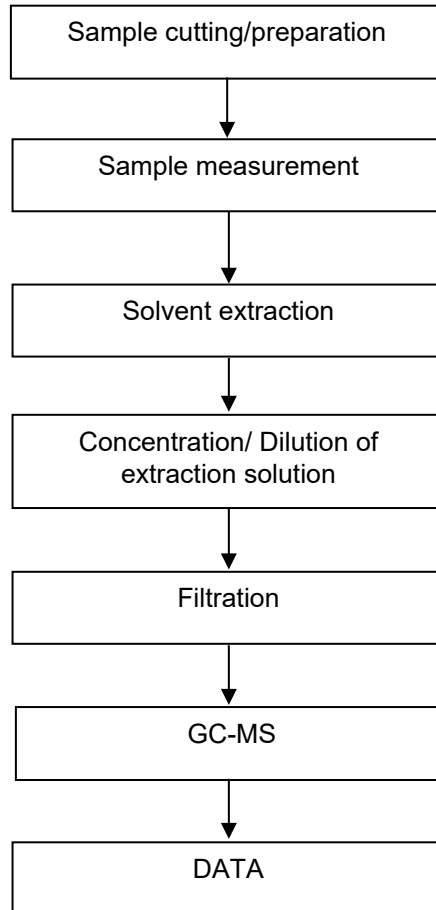 Sample cutting/preparation
Sample measurement
Solvent extraction
Concentration/ Dilution of
extraction solution
Filtration
GC-MS
DATA